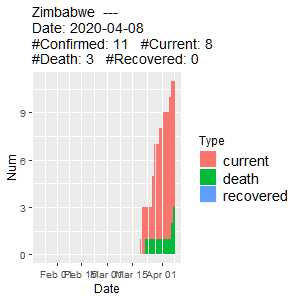 Zimbabwe  ---
Date: 2020-04-08
#Confirmed: 11   #Current: 8
#Death: 3   #Recovered: 0
Num
9
6
3
0
Feb 01
Feb 15
Mar 01
Mar 15
Apr 01
Date
Type
current
death
recovered